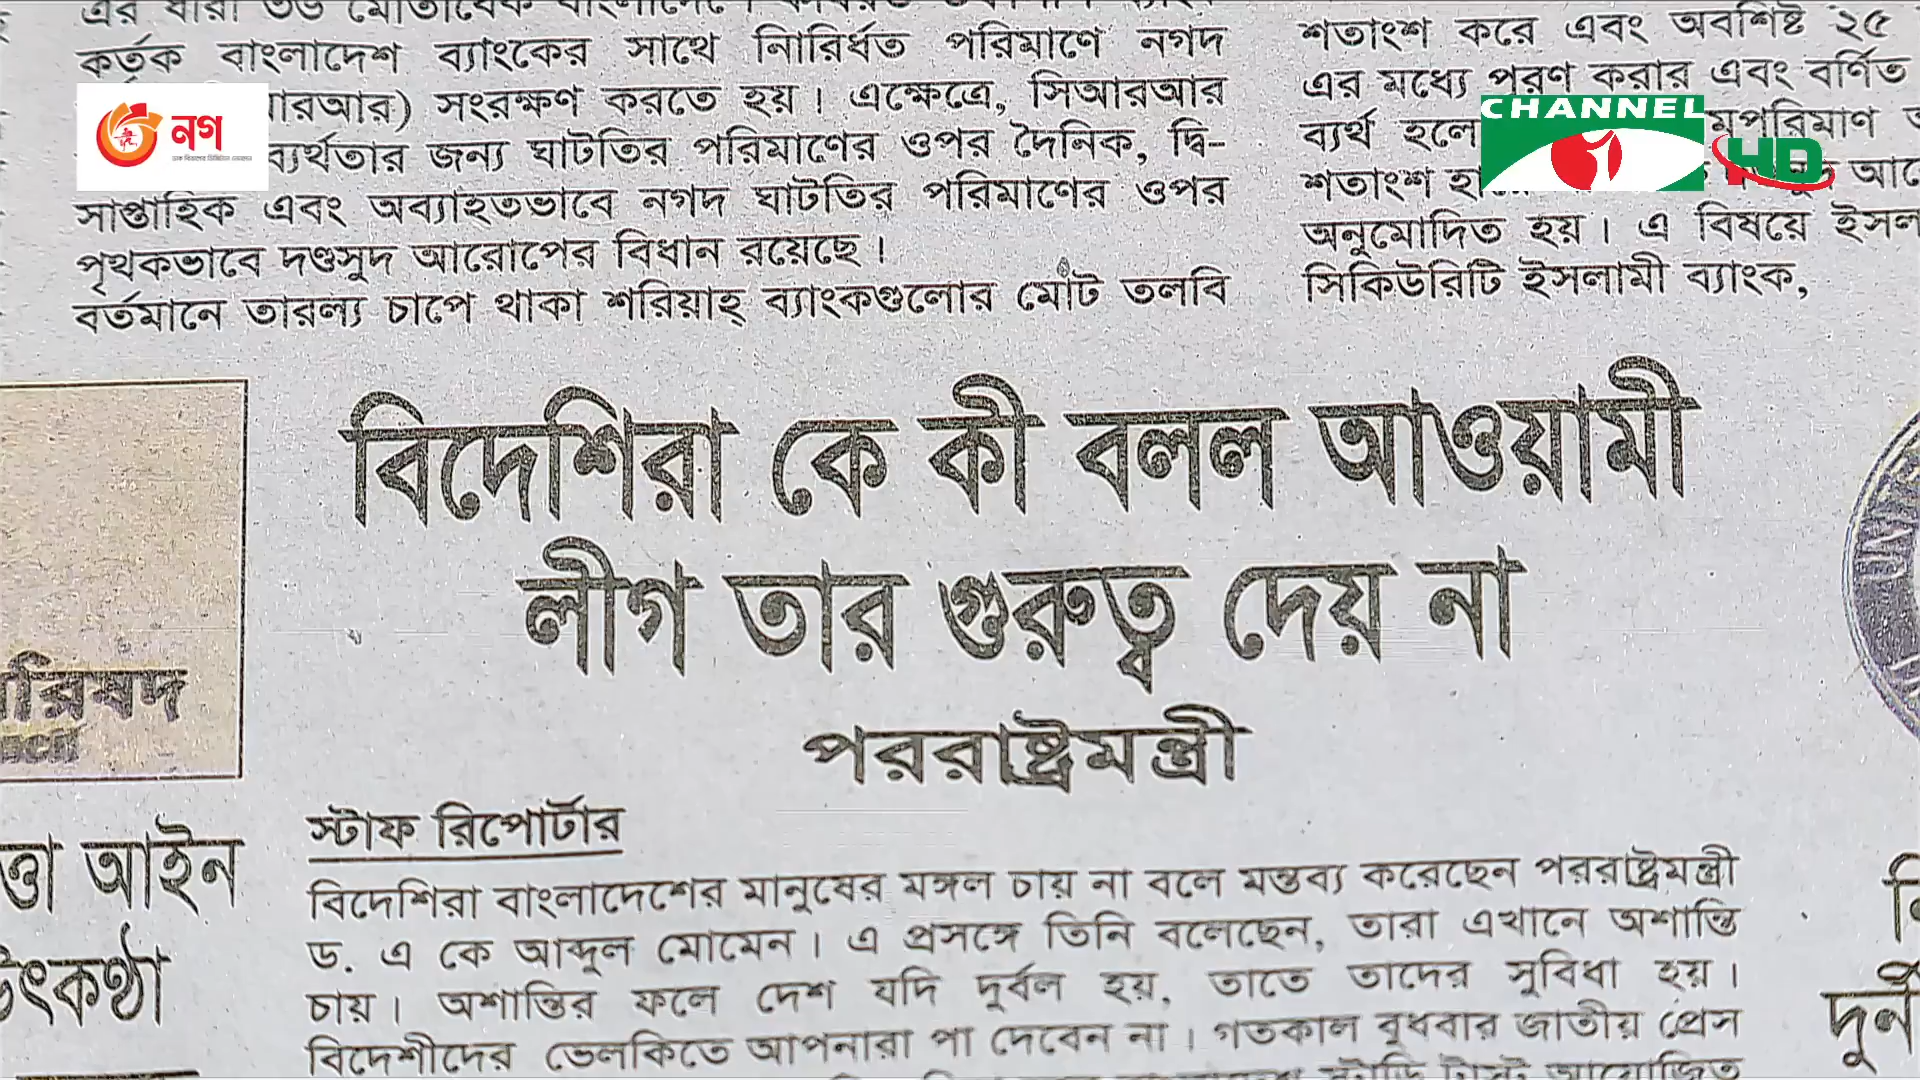 কর্তৃক বাংলাদেশ ব্যাংকের সাথে নির্ধারিত পরিমাণে নগদ
আরআর) সংরক্ষণ করতে হয়। এক্ষেত্রে, সিআরআর
ব্যর্থতার জন্য ঘাটতির পরিমাণের ওপর দৈনিক, দ্বি-
সাপ্তাহিক এবং অব্যাহতভাবে নগদ ঘাটতির পরিমাণের ওপর
পৃথকভাবে দণ্ডসুদ আরোপের বিধান রয়েছে।
বর্তমানে তারল্য চাপে থাকা শরিয়াহ্ ব্যাংকগুলোর মোট তলবি
শতাংশ করে এবং অবশিষ্ট ২৫
এর মধ্যে পূরণ করার এবং বর্ণিত
ব্যর্থ হলে
শতাংশ
অনুমোদিত হয়। এ বিষয়ে
সিকিউরিটি ইসলামী ব্যাংক,
নগ
CHANNEL
i HD
বিদেশিরা কে কী বলল আওয়ামী
লীগ তার গুরুত্ব দেয় না
পররাষ্ট্রমন্ত্রী
স্টাফ রিপোর্টার
বিদেশিরা বাংলাদেশের মানুষের মঙ্গল চায় না বলে মন্তব্য করেছেন পররাষ্ট্রমন্ত্রী
ড. এ কে আব্দুল মোমেন। এ প্রসঙ্গে তিনি বলেছেন, তারা এখানে অশান্তি
চায়। অশান্তির ফলে দেশ যদি দুর্বল হয়, তাতে তাদের সুবিধা হয়।
বিদেশীদের ভেলকিতে আপনারা পা দেবেন না। গতকাল বুধবার জাতীয় প্রেস
আইন